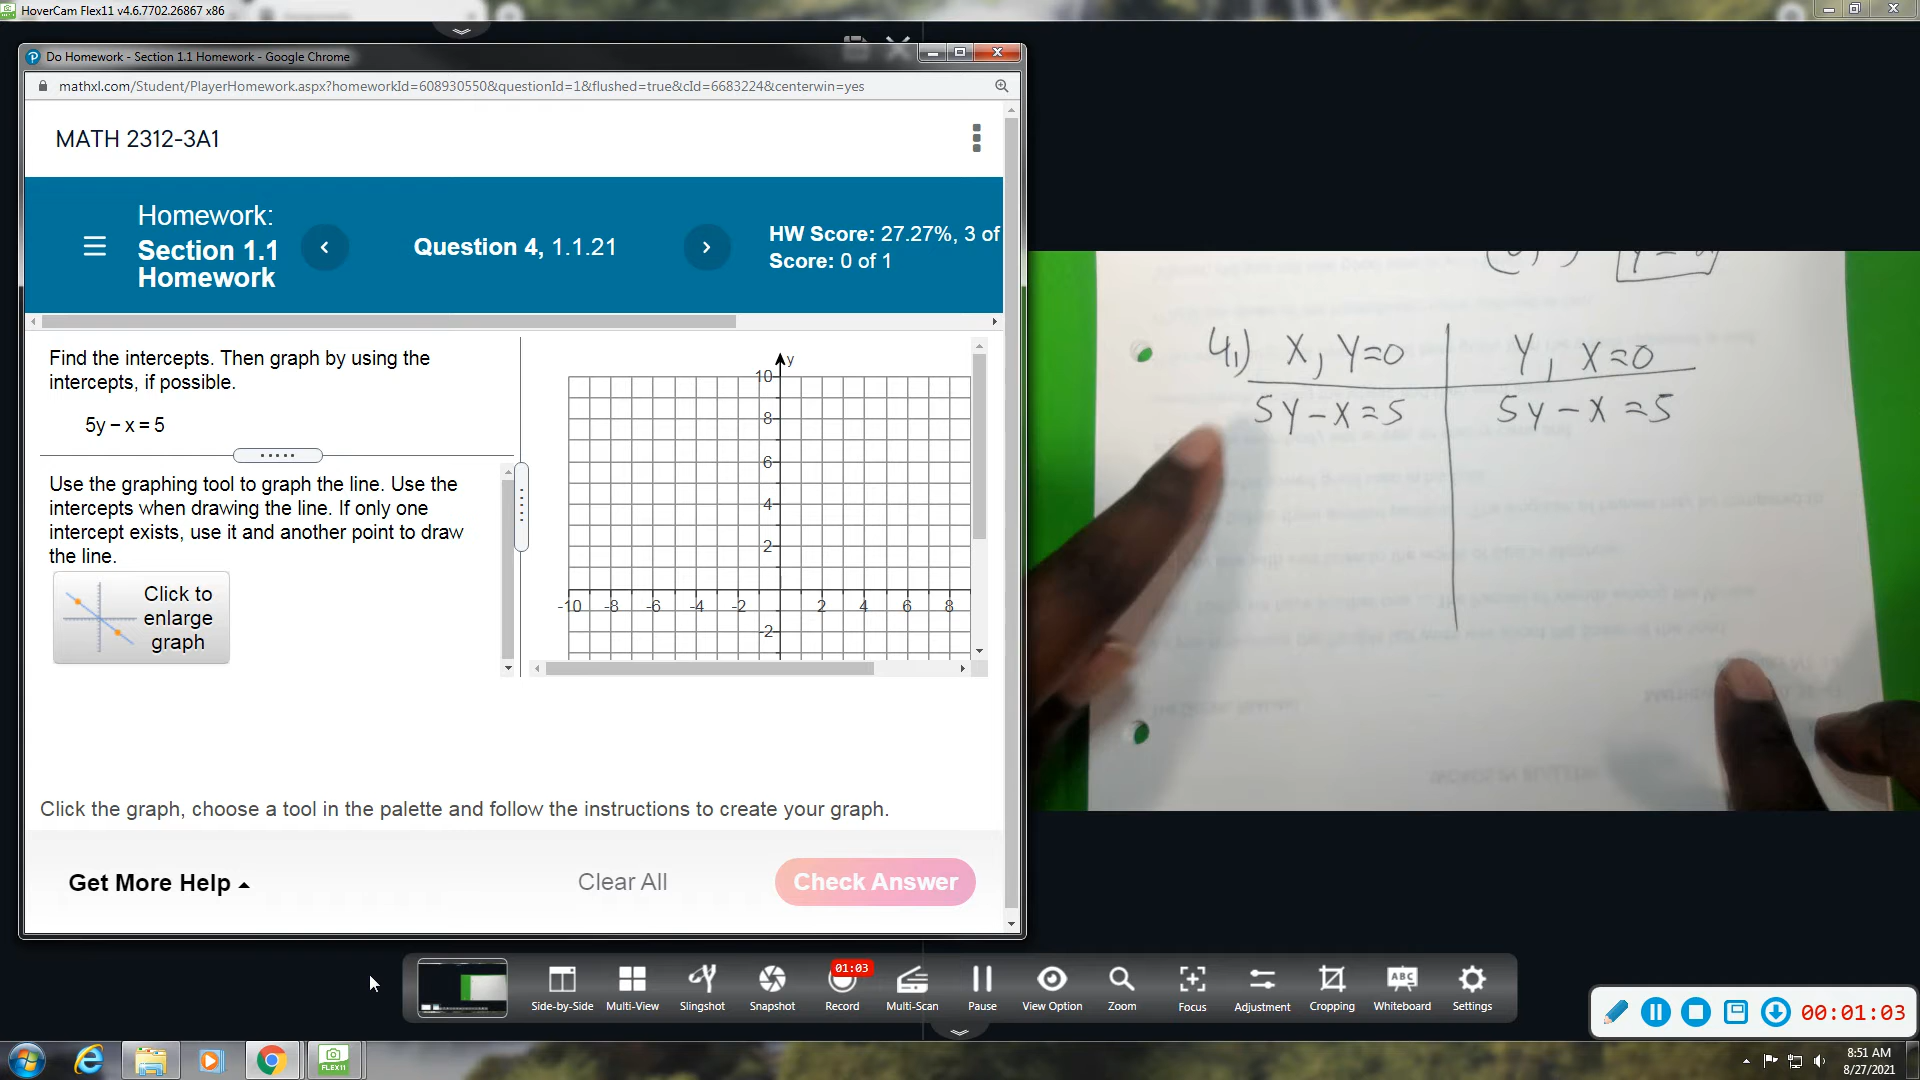 HoverCam Flex11 v4.6.7702.26867 x86
Do Homework - Section 1.1 Homework - Google Chrome
mathxl.com/Student/PlayerHomework.aspx?homeworkId=608930550&questionId=1&flushed=true&cId=6683224&centerwin=yes
MATH 2312-3A1
Homework:
Section 1.1
Homework
Question 4, 1.1.21
HW Score: 27.27%, 3 of
Score: 0 of 1
Find the intercepts. Then graph by using the
intercepts, if possible.
5y − x = 5
Use the graphing tool to graph the line. Use the
intercepts when drawing the line. If only one
intercept exists, use it and another point to draw
the line.
Click to
enlarge
graph
y
10
8
6
4
2
-10 -8 -6 -4 -2 2 4 6 8
-2
Click the graph, choose a tool in the palette and follow the instructions to create your graph.
Get More Help
Clear All
Check Answer
4.) X, Y=0
Y, X=0
5Y-X=5
5Y-X=5
01:03
Side-by-Side
Multi-View
Slingshot
Snapshot
Record
Multi-Scan
Pause
View Option
Zoom
Focus
Adjustment
Cropping
ABC
Whiteboard
Settings
00:01:03
FLEX11
8:51 AM
8/27/2021